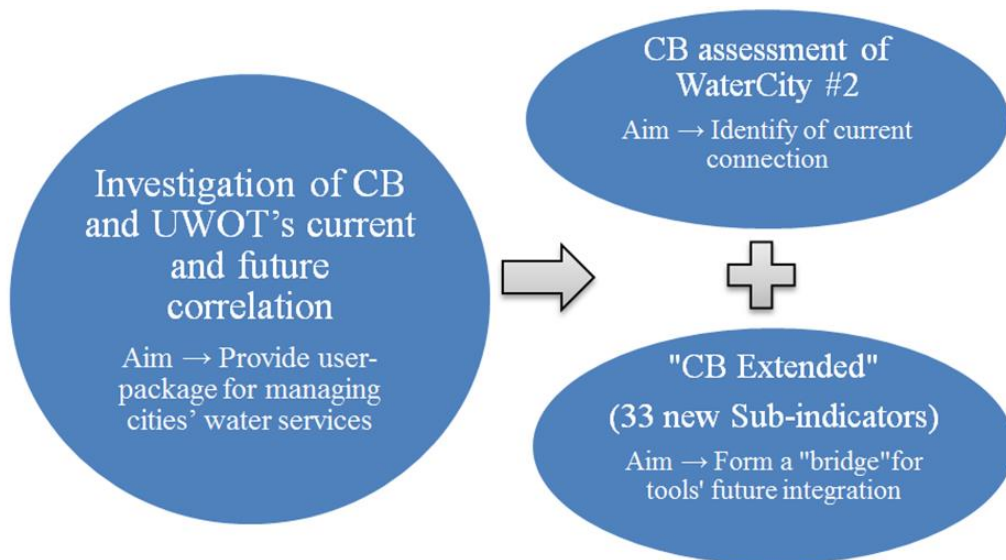 Investigation of CB
and UWOT's current
and future
correlation
Aim → Provide user-
package for managing
cities' water services
CB assessment of
WaterCity #2
Aim → Identify of current
connection
"CB Extended"
(33 new Sub-indicators)
Aim → Form a "bridge"for
tools' future integration